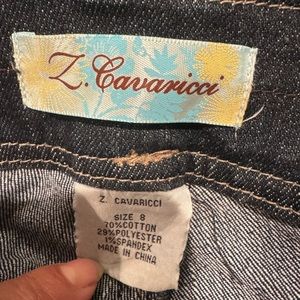 Z. Cavaricci
Z. CAVARICCI
SIZE 8
70%COTTON
29%POLYESTER
1%SPANDEX
MADE IN CHINA